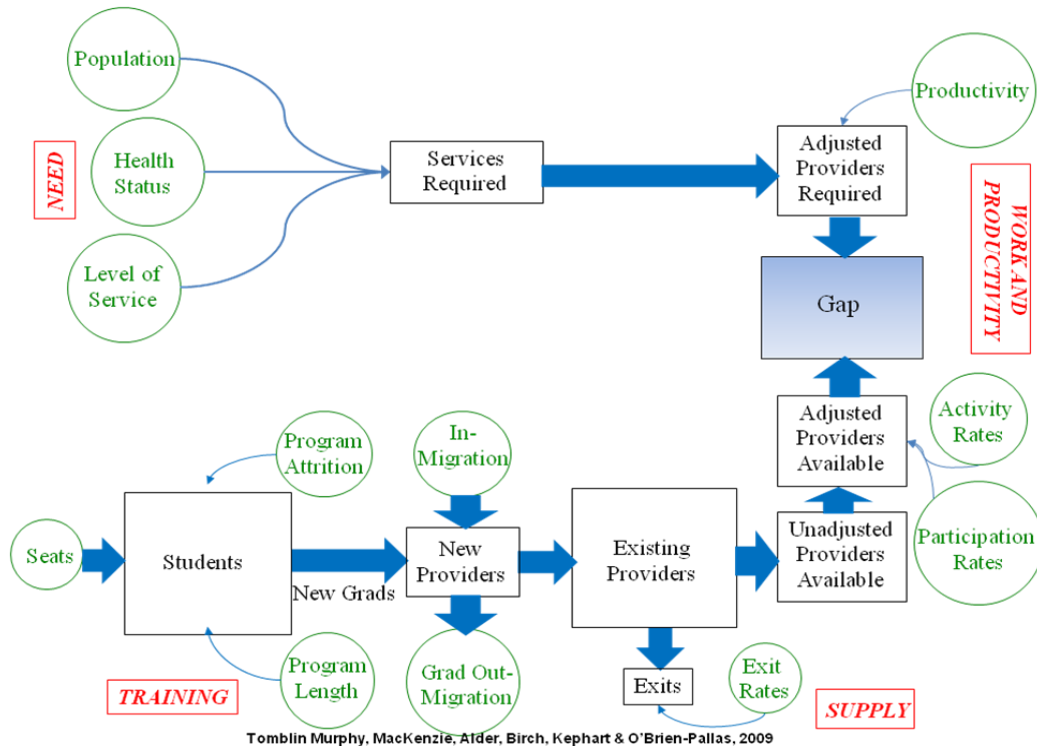 Population
NEED
Health
Status
Level of
Service
Services
Required
Productivity
Adjusted
Providers
Required
WORK AND
PRODUCTIVITY
Gap
Adjusted
Providers
Available
Activity
Rates
Unadjusted
Providers
Available
Participation
Rates
Program
Attrition
In-
Migration
Seats
Students
New Grads
New
Providers
Existing
Providers
Program
Length
Grad Out-
Migration
Exits
Exit
Rates
TRAINING
SUPPLY
Tomblin Murphy, MacKenzie, Alder, Birch, Kephart & O'Brien-Pallas, 2009